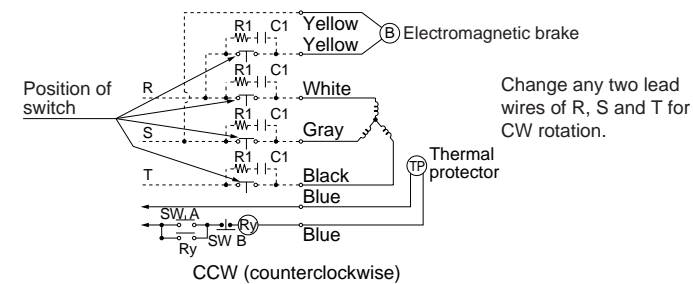 R1 C1
Yellow
Yellow
B Electromagnetic brake
R1 C1
Position of
switch
R
White
Change any two lead
wires of R, S and T for
CW rotation.
R1 C1
S
Gray
R1 C1
T
Black
TP Thermal
protector
Blue
SW A
Ry
SW B
Ry
Blue
CCW (counterclockwise)